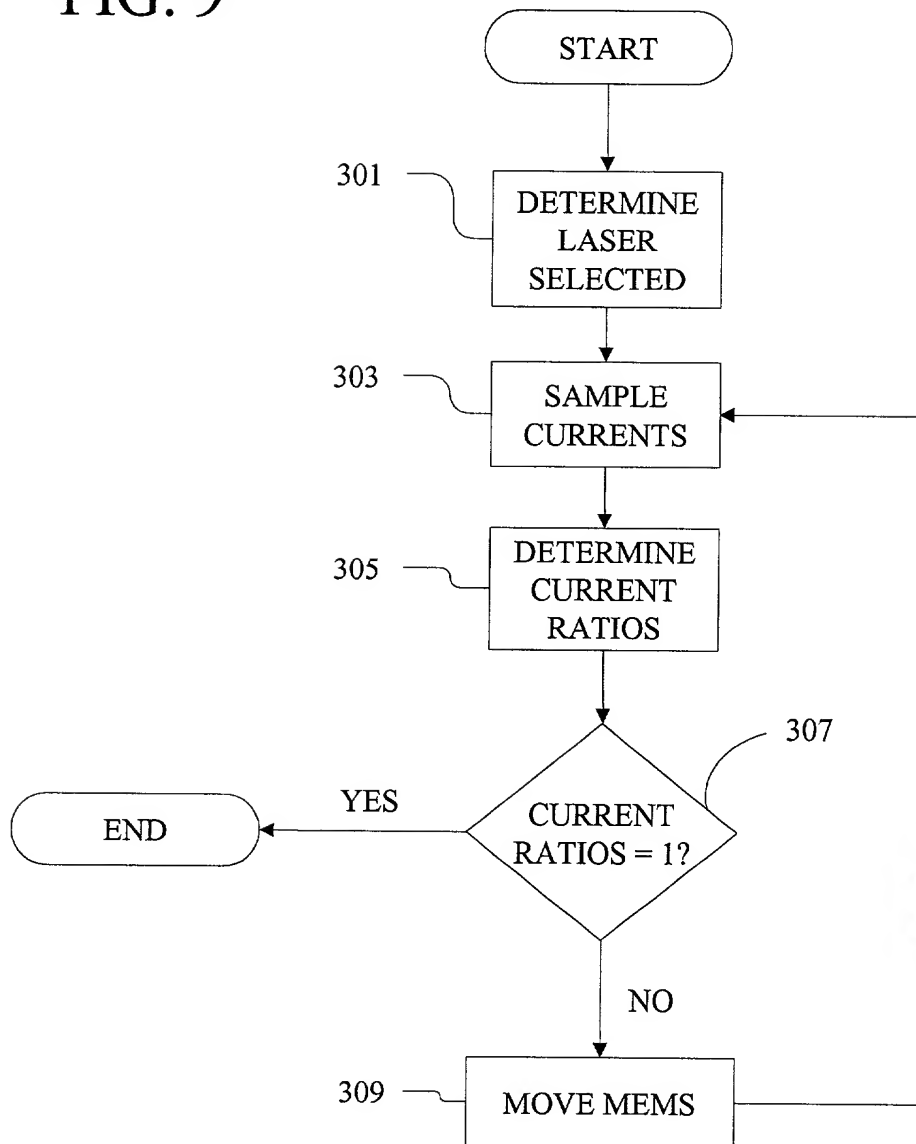 FIG. 9
START
301
DETERMINE
LASER
SELECTED
303
SAMPLE
CURRENTS
305
DETERMINE
CURRENT
RATIOS
307
CURRENT
RATIOS = 1?
YES
END
NO
309
MOVE MEMS